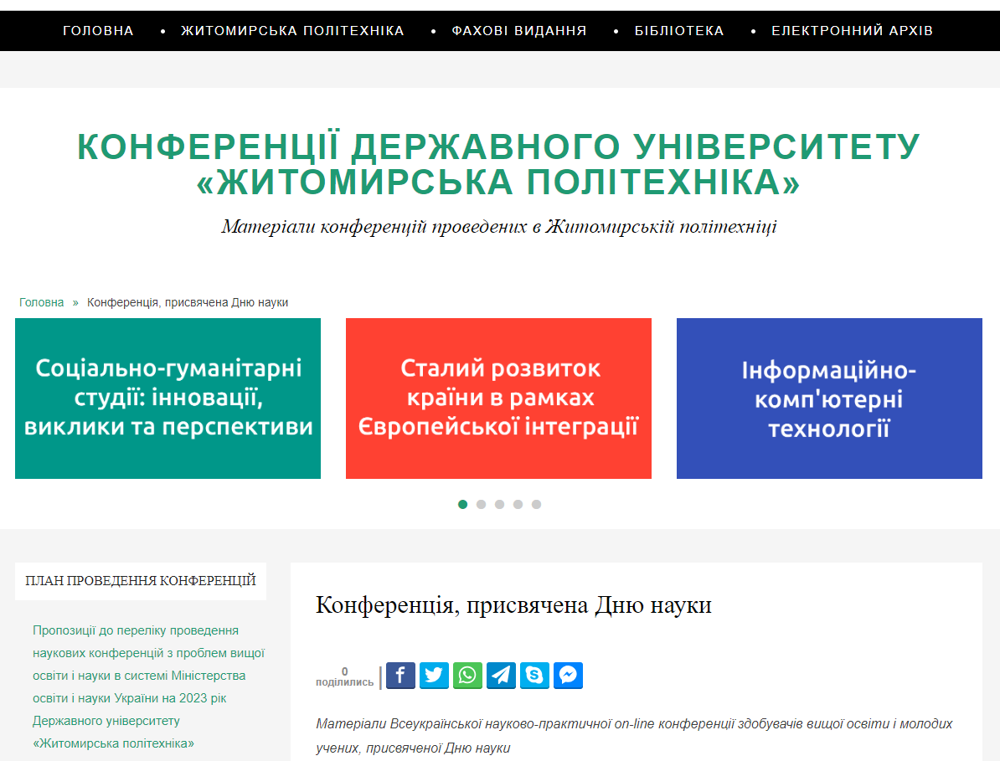 ГОЛОВНА • ЖИТОМИРСЬКА ПОЛІТЕХНІКА • ФАХОВІ ВИДАННЯ • БІБЛІОТЕКА • ЕЛЕКТРОННИЙ АРХІВ
КОНФЕРЕНЦІЇ ДЕРЖАВНОГО УНІВЕРСИТЕТУ
«ЖИТОМИРСЬКА ПОЛІТЕХНІКА»
Матеріали конференцій проведених в Житомирській політехніці
Головна » Конференція, присвячена Дню науки
Соціально-гуманітарні
студії: інновації,
виклики та перспективи
Сталий розвиток
країни в рамках
Європейської інтеграції
Інформаційно-
комп'ютерні
технології
ПЛАН ПРОВЕДЕННЯ КОНФЕРЕНЦІЙ
Пропозиції до переліку проведення
наукових конференцій з проблем вищої
освіти і науки в системі Міністерства
освіти і науки України на 2023 рік
Державного університету
«Житомирська політехніка»
Конференція, присвячена Дню науки
0
поділились
Матеріали Всеукраїнської науково-практичної on-line конференції здобувачів вищої освіти і молодих
учених, присвяченої Дню науки